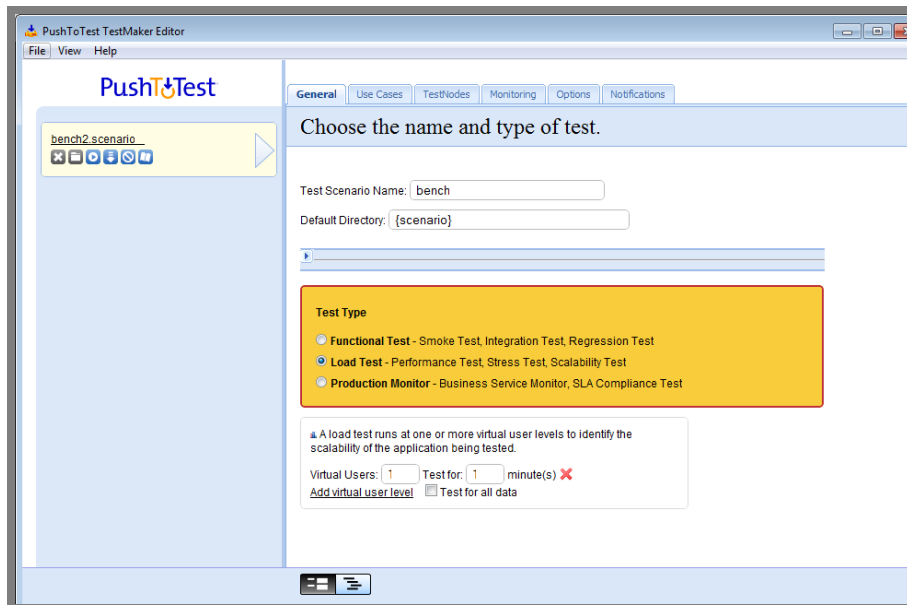 PushToTest TestMaker Editor
File View Help
PushToTest
bench2.scenario
General Use Cases TestNodes Monitoring Options Notifications
Choose the name and type of test.
Test Scenario Name: bench
Default Directory: {scenario}
Test Type
Functional Test - Smoke Test, Integration Test, Regression Test
Load Test - Performance Test, Stress Test, Scalability Test
Production Monitor - Business Service Monitor, SLA Compliance Test
A load test runs at one or more virtual user levels to identify the
scalability of the application being tested.
Virtual Users: 1 Test for: 1 minute(s)
Add virtual user level Test for all data